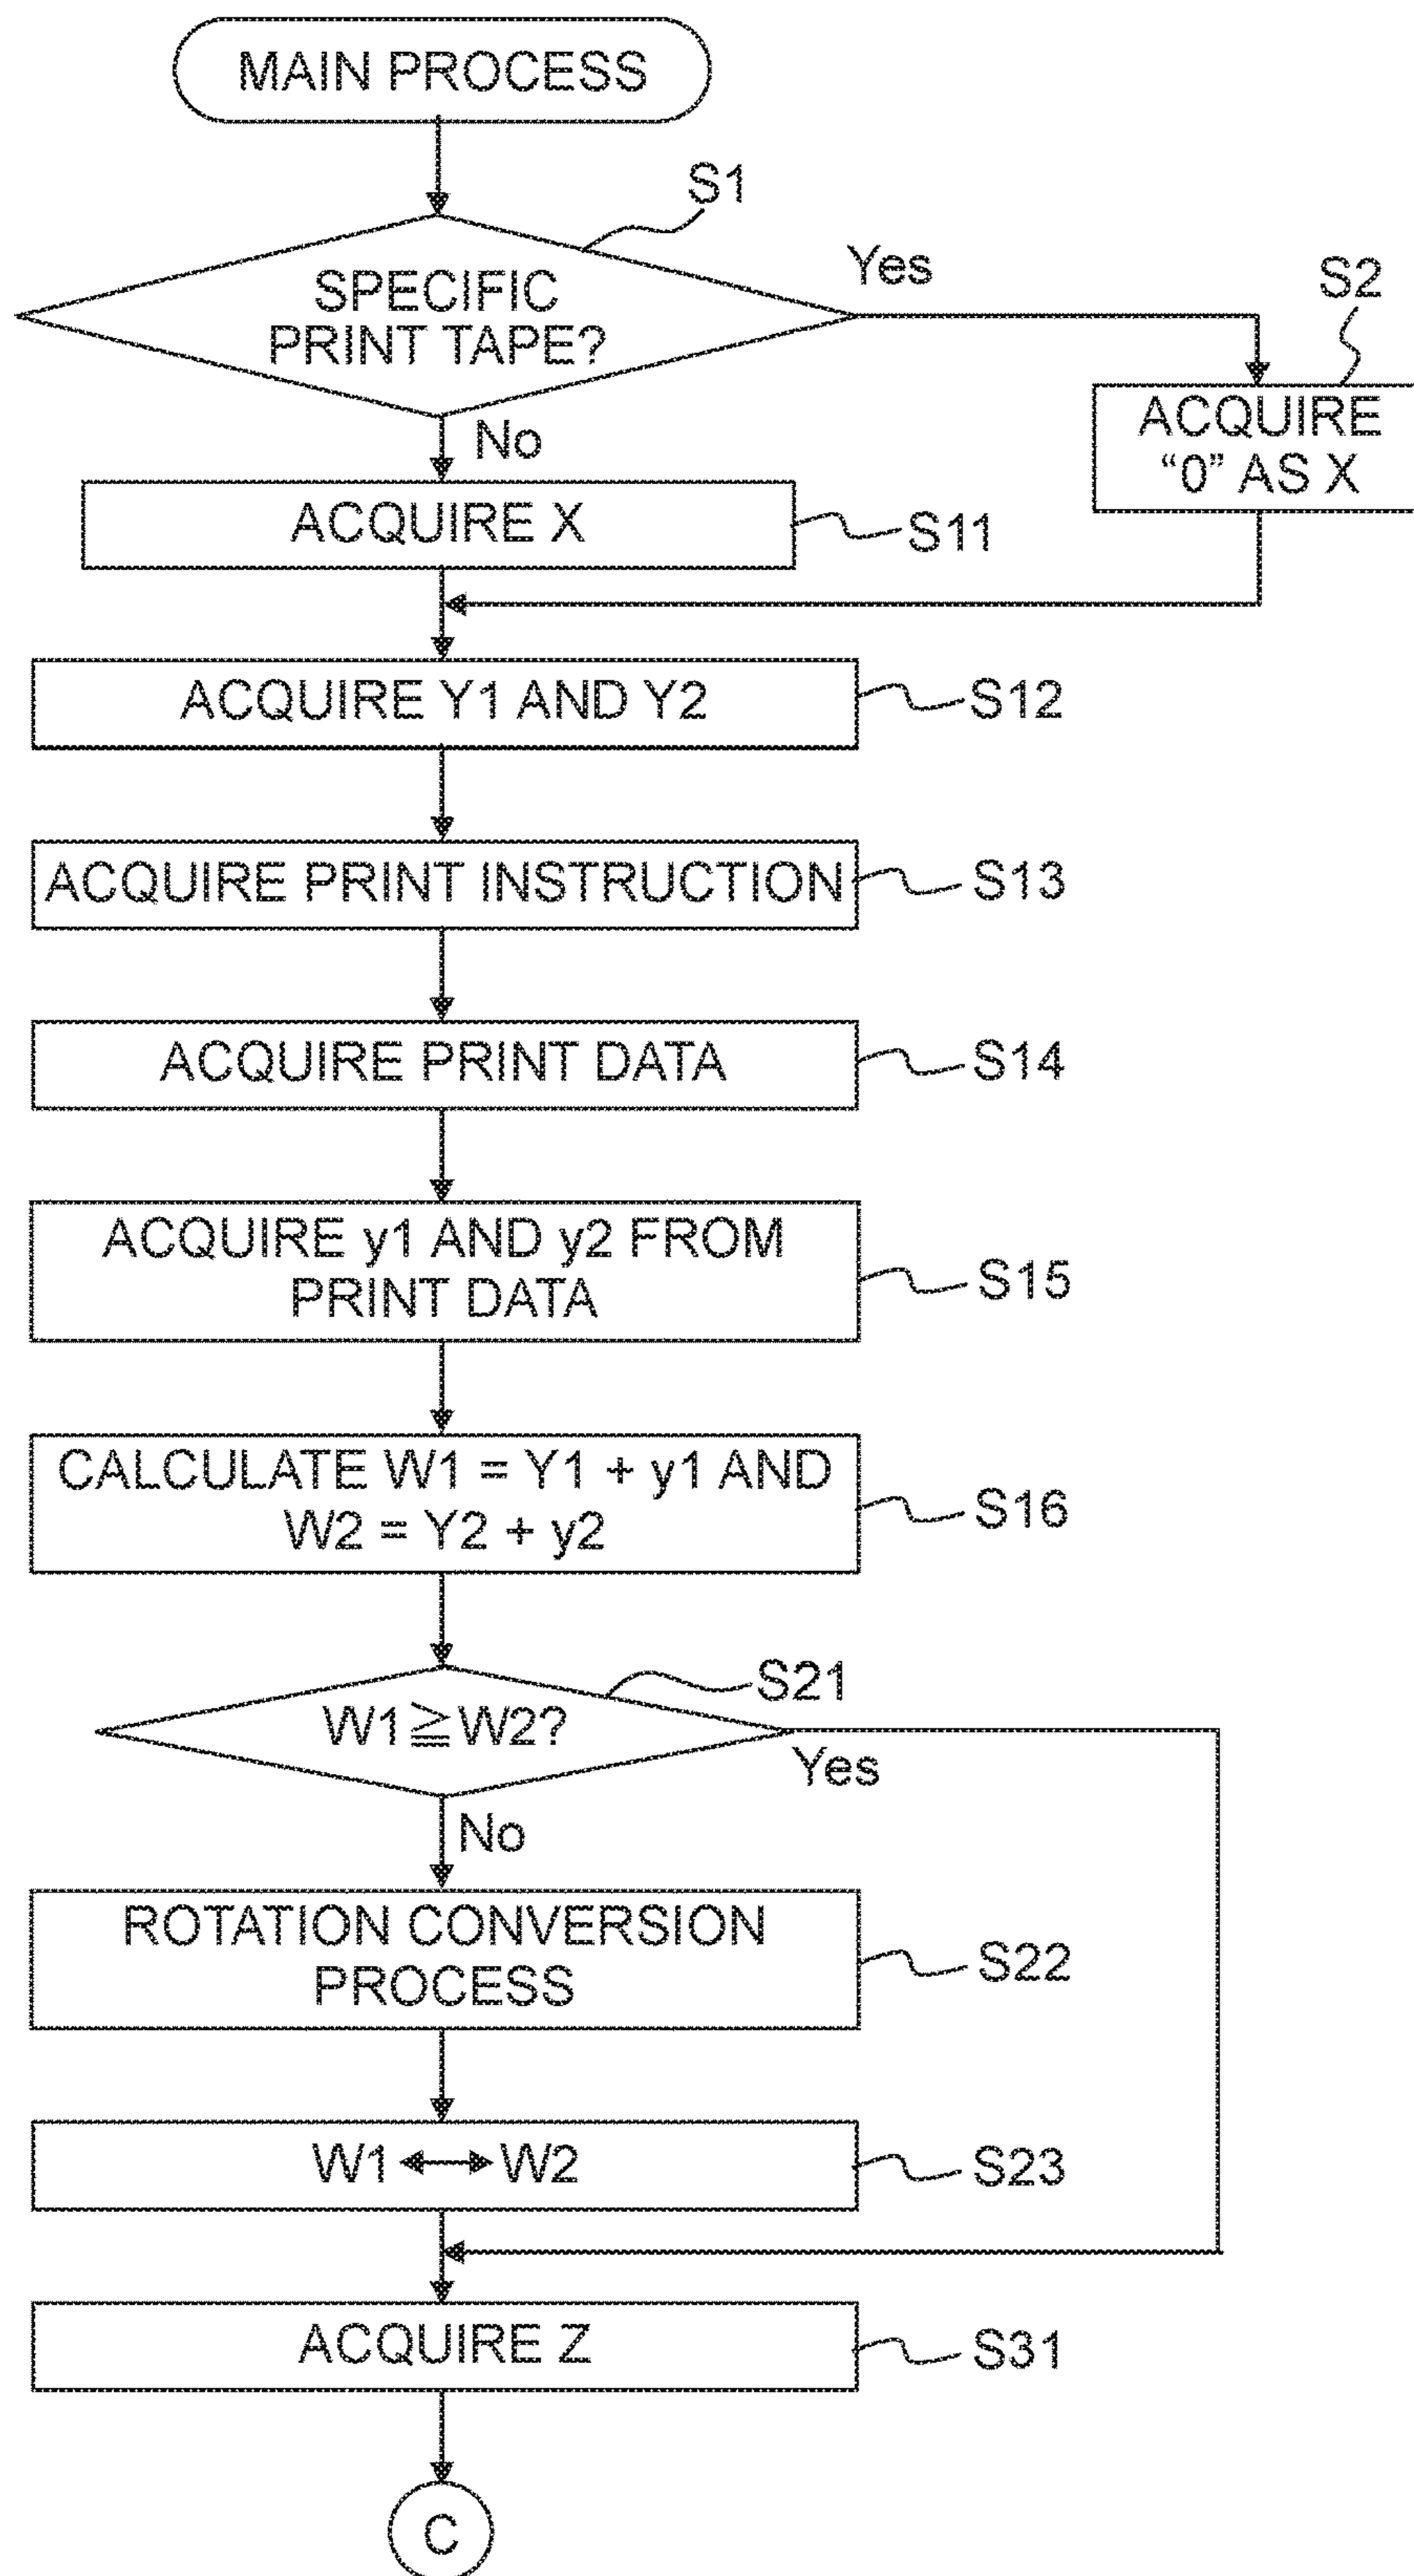 MAIN PROCESS
S1
SPECIFIC
PRINT TAPE?
Yes
S2
ACQUIRE
“0” AS X
No
ACQUIRE X
S11
ACQUIRE Y1 AND Y2
S12
ACQUIRE PRINT INSTRUCTION
S13
ACQUIRE PRINT DATA
S14
ACQUIRE y1 AND y2 FROM
PRINT DATA
S15
CALCULATE W1 = Y1 + y1 AND
W2 = Y2 + y2
S16
S21
W1≧W2?
Yes
No
ROTATION CONVERSION
PROCESS
S22
W1↔W2
S23
ACQUIRE Z
S31
C